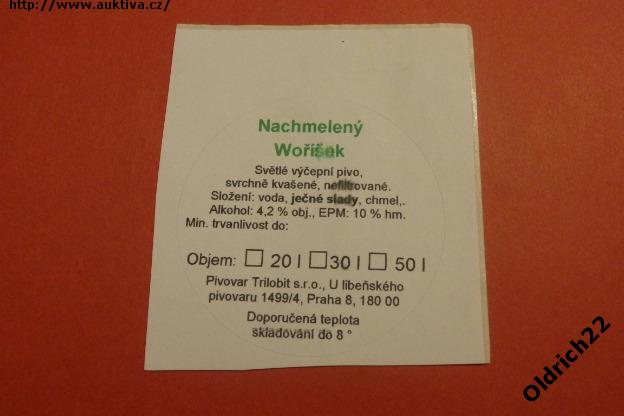 http://www.auktiva.cz/
Nachmelený
Woříšek
Světlé výčepní pivo,
svrchně kvašené, nefiltrované.
Složení: voda, ječné slady, chmel,.
Alkohol: 4,2 % obj., EPM: 10 % hm.
Min. trvanlivost do:
Objem: 20 l 30 l 50 l
Pivovar Trilobit s.r.o., U libeňského
pivovaru 1499/4, Praha 8, 180 00
Doporučená teplota
skladování do 8 °
Oldrich22